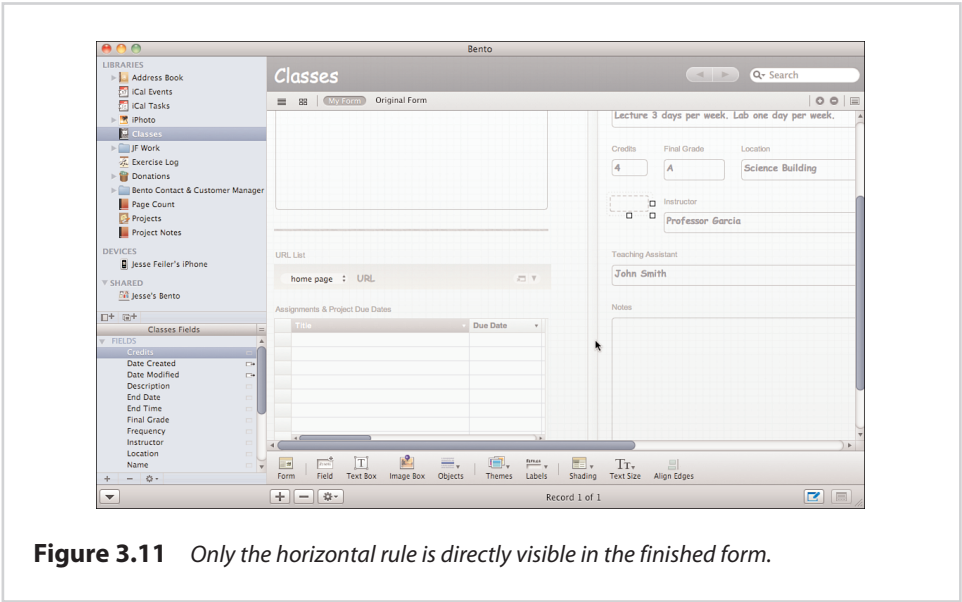 Bento
LIBRARIES
Address Book
iCal Events
iCal Tasks
iPhoto
Classes
JF Work
Exercise Log
Donations
Bento Contact & Customer Manager
Page Count
Projects
Project Notes
DEVICES
Jesse Feiler's iPhone
SHARED
Jesse's Bento
Classes Fields
FIELDS
Credits
Date Created
Date Modified
Description
End Date
End Time
Final Grade
Frequency
Instructor
Location
Name
Classes
Search
My Form Original Form
Lecture 3 days per week. Lab one day per week.
Credits Final Grade Location
4 A Science Building
Instructor
Professor Garcia
URL List
home page URL
Teaching Assistant
John Smith
Assignments & Project Due Dates
Title Due Date
Notes
Form Field Text Box Image Box Objects Themes Labels Shading Text Size Align Edges
Record 1 of 1
Figure 3.11 Only the horizontal rule is directly visible in the finished form.